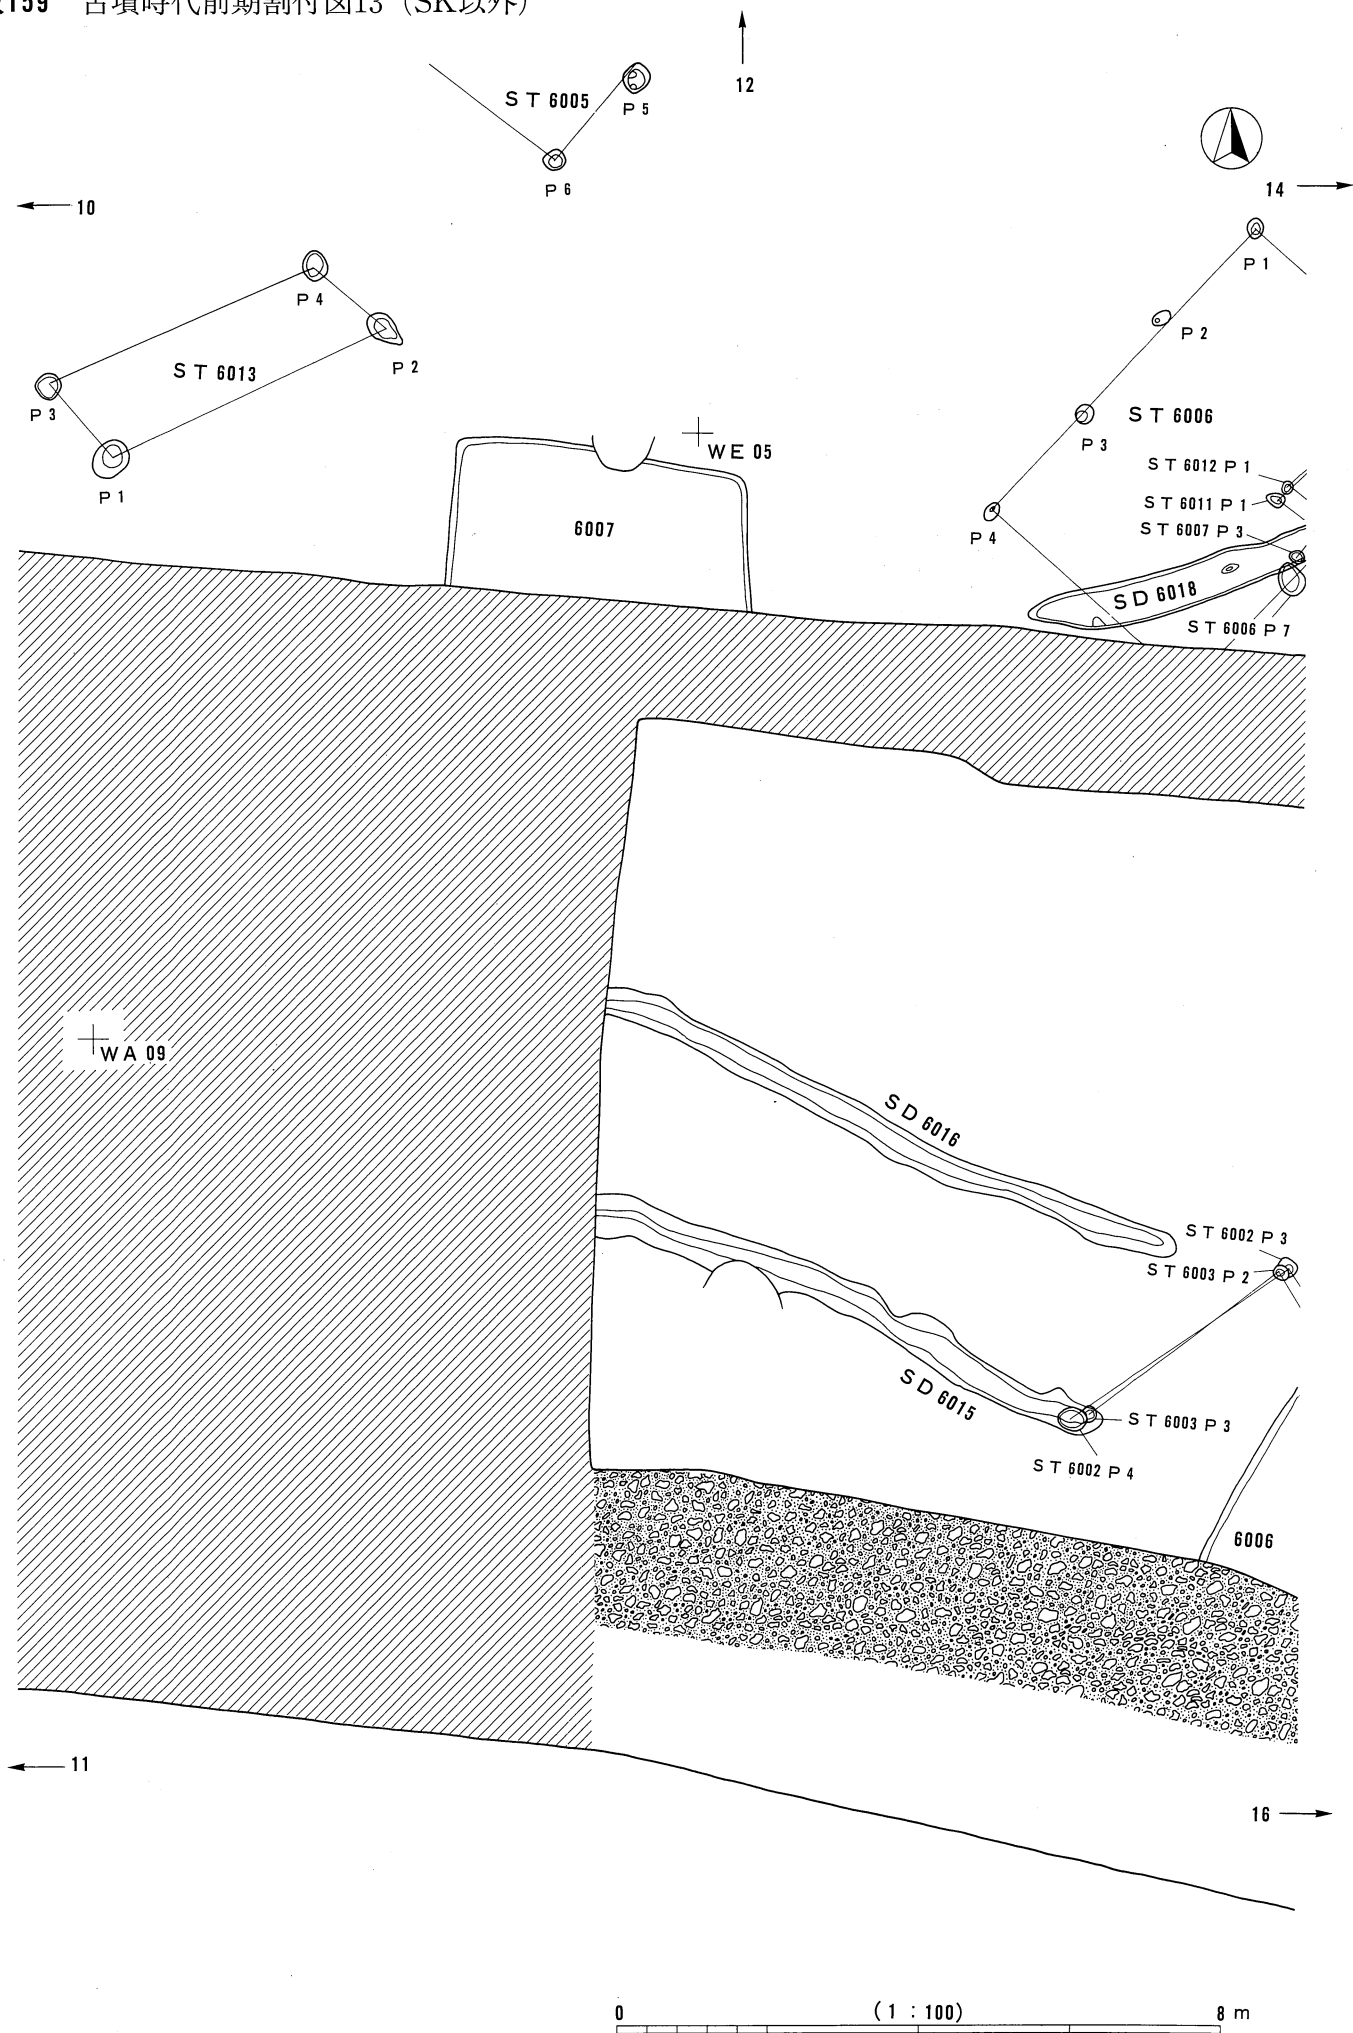 159 古墳時代前期割付図13（SK以外）
12
ST 6005
P 5
P 6
14
10
P 1
P 4
P 2
P 2
ST 6013
P 3
ST 6006
P 3
WE 05
ST 6012 P 1
P 1
ST 6011 P 1
6007
ST 6007 P 3
P 4
SD 6018
ST 6006 P 7
WA 09
SD 6016
ST 6002 P 3
ST 6003 P 2
SD 6015
ST 6003 P 3
ST 6002 P 4
6006
11
16
0 (1 : 100) 8 m